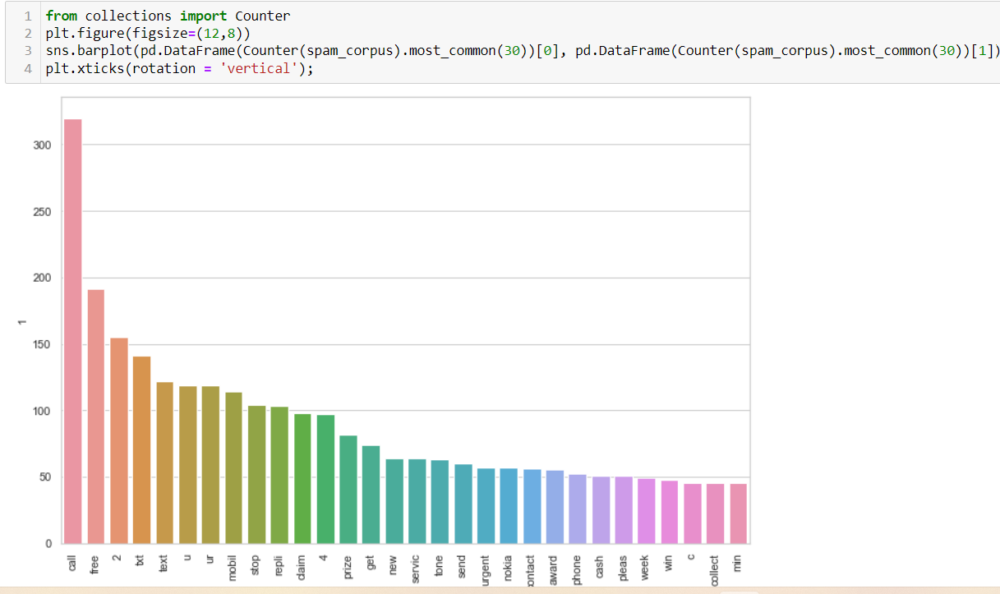 1 from collections import Counter
2 plt.figure(figsize=(12,8))
3 sns.barplot(pd.DataFrame(Counter(spam_corpus).most_common(30))[0], pd.DataFrame(Counter(spam_corpus).most_common(30))[1])
4 plt.xticks(rotation = 'vertical');
300
250
200
150
100
50
0
1
call
free
2
txt
text
u
ur
mobil
stop
repli
claim
4
prize
get
new
servic
tone
send
urgent
nokia
ontact
award
phone
cash
pleas
week
win
c
collect
min